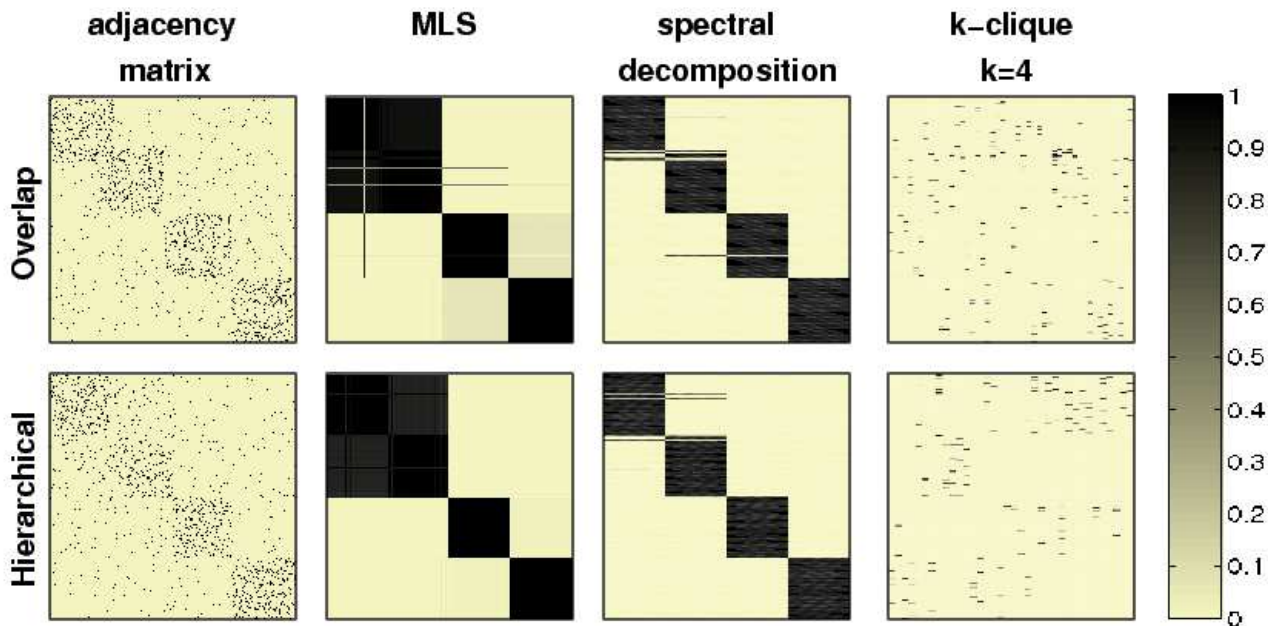 adjacency
matrix
MLS
spectral
decomposition
k-clique
k=4
Overlap
Hierarchical
1
0.9
0.8
0.7
0.6
0.5
0.4
0.3
0.2
0.1
0